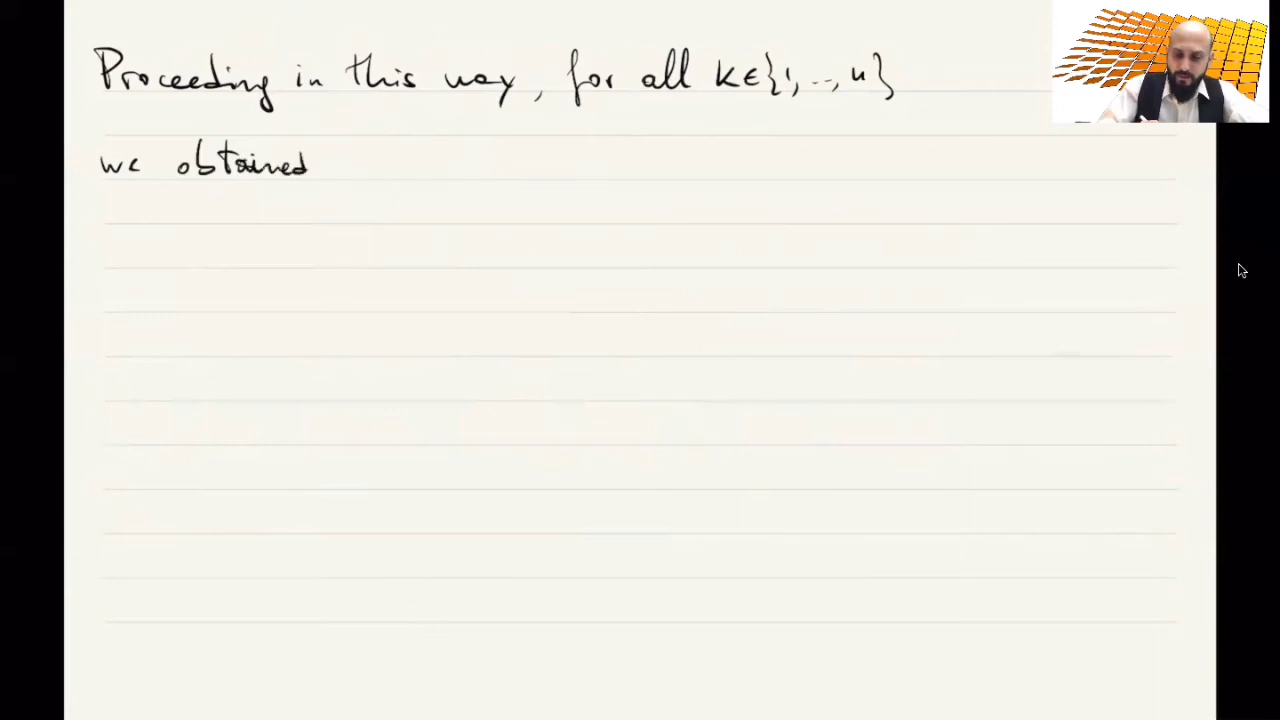 Proceeding in this way, for all k∈{1,..,n}
we obtained